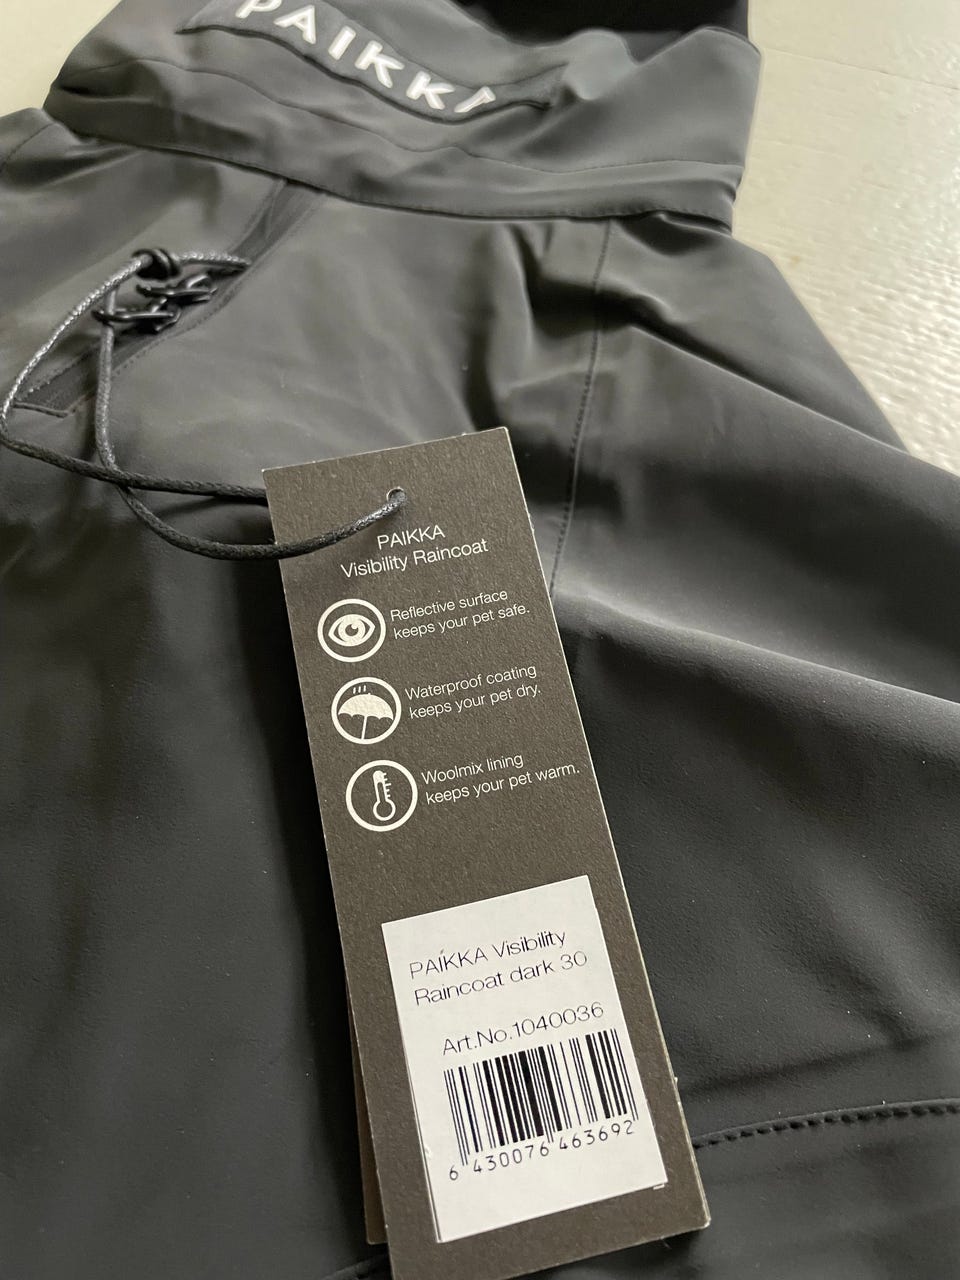 PAIKKA
PAIKKA
Visibility Raincoat
Reflective surface
keeps your pet safe.
Waterproof coating
keeps your pet dry.
Woolmix lining
keeps your pet warm.
PAIKKA Visibility
Raincoat dark 30
Art.No.1040036
6 430076 463692